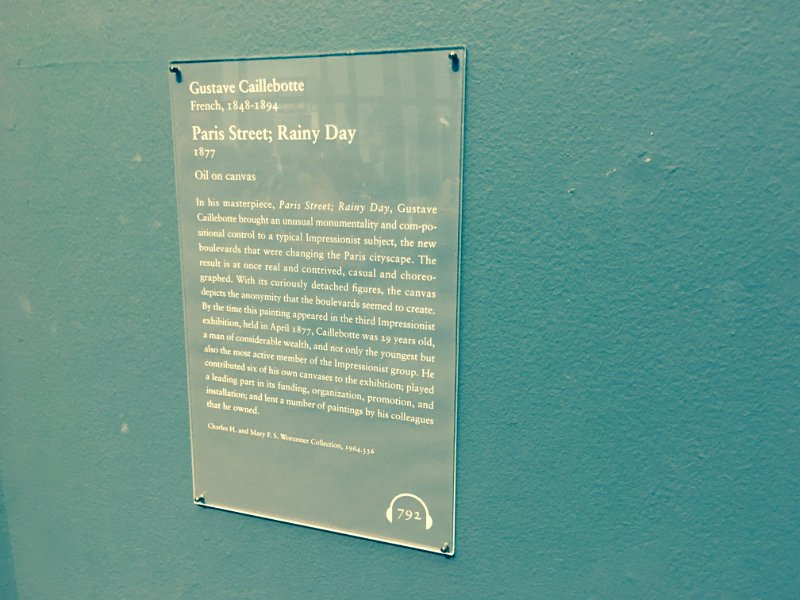 Gustave Caillebotte
French, 1848-1894
Paris Street; Rainy Day
1877
Oil on canvas
In his masterpiece, Paris Street; Rainy Day, Gustave
Caillebotte brought an unusual monumentality and com-po-
sitional control to a typical Impressionist subject, the new
boulevards that were changing the Paris cityscape. The
result is at once real and contrived, casual and choreo-
graphed. With its curiously detached figures, the canvas
depicts the anonymity that the boulevards seemed to create.
By the time this painting appeared in the third Impressionist
exhibition, held in April 1877, Caillebotte was 29 years old,
a man of considerable wealth, and not only the youngest but
also the most active member of the Impressionist group. He
contributed six of his own canvases to the exhibition; played
a leading part in its funding, organization, promotion, and
installation; and lent a number of paintings by his colleagues
that he owned.
Charles H. and Mary F. S. Worcester Collection, 1964.336
792